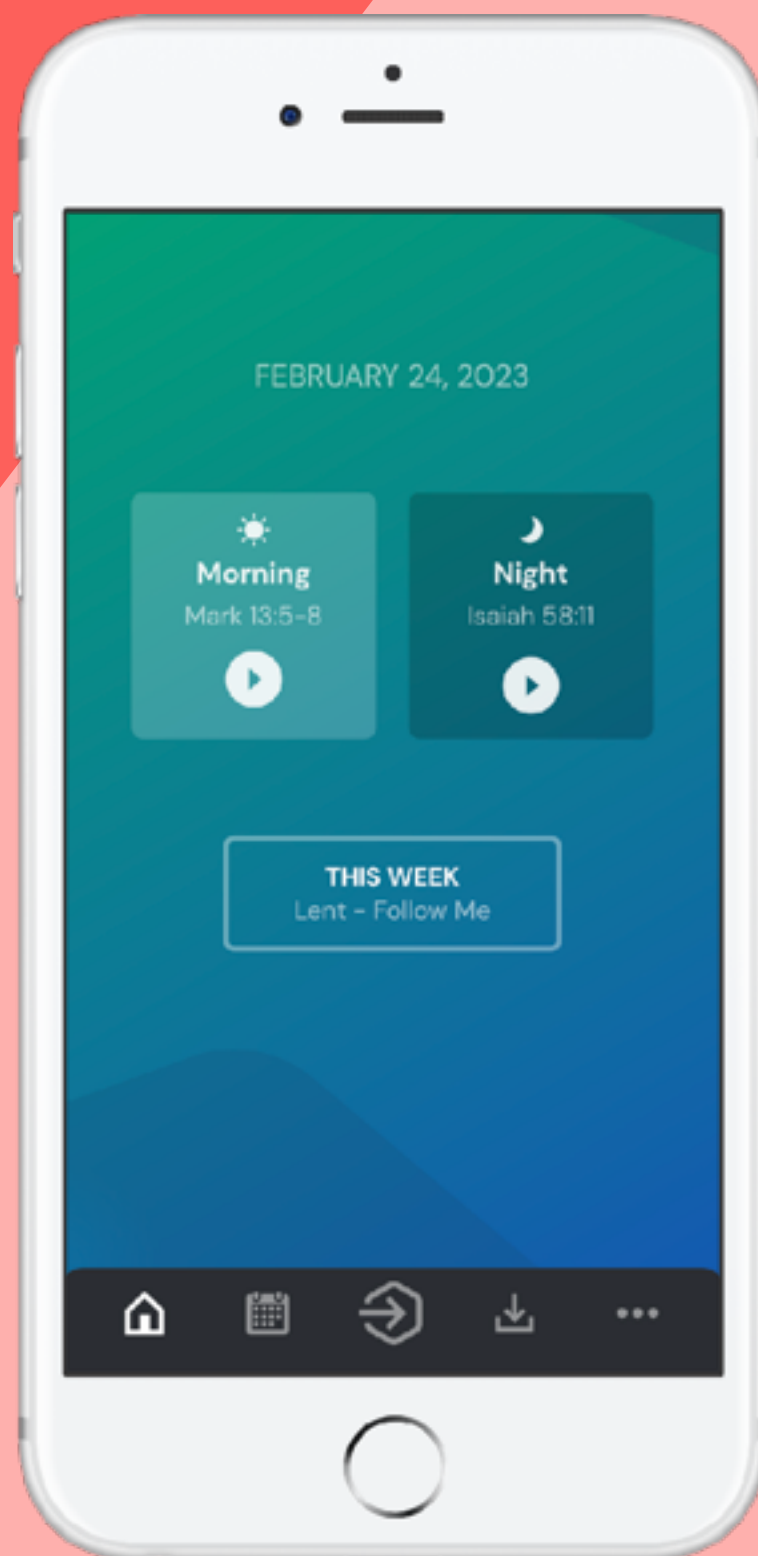 FEBRUARY 24, 2023
Morning
Mark 13:5-8
Night
Isaiah 58:11
THIS WEEK
Lent - Follow Me